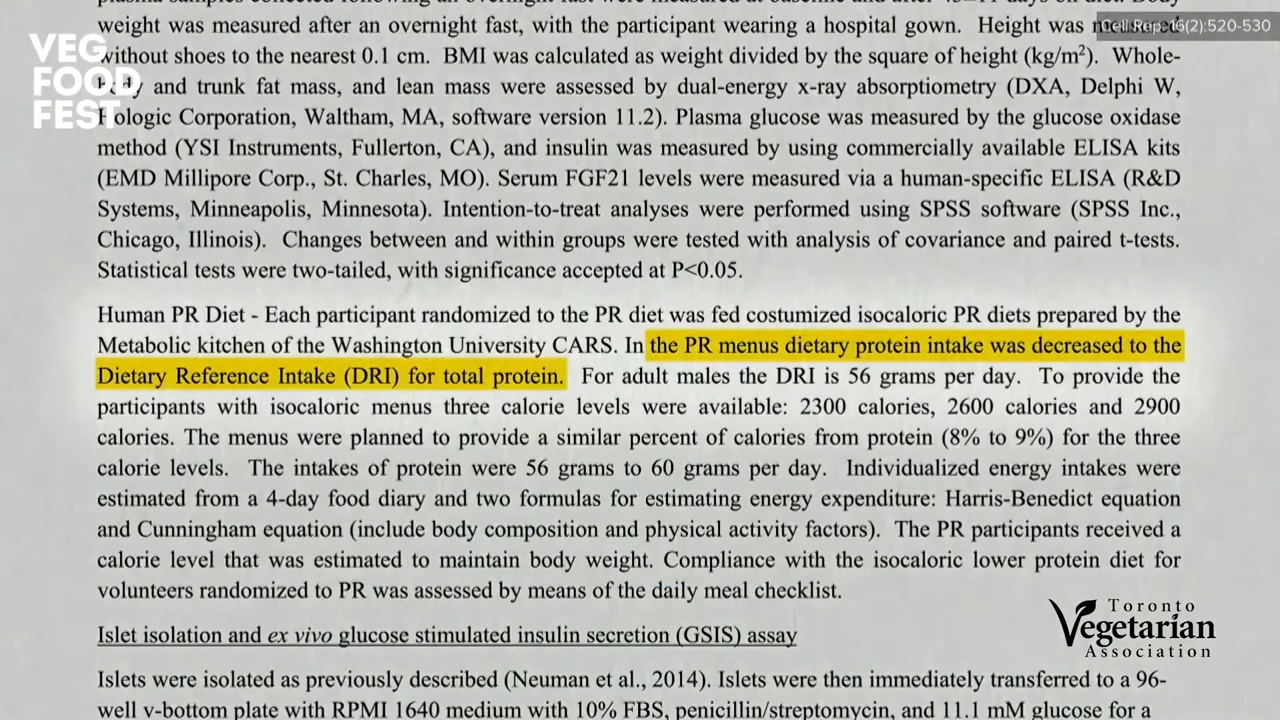 plasma samples collected following an overnight fast were measured at baseline and after
weight was measured after an overnight fast, with the participant wearing a hospital gown. Height was
Cell Rep. 16(2):520-530
without shoes to the nearest 0.1 cm. BMI was calculated as weight divided by the square of height (kg/m²). Whole-
body and trunk fat mass, and lean mass were assessed by dual-energy x-ray absorptiometry (DXA, Delphi W,
Hologic Corporation, Waltham, MA, software version 11.2). Plasma glucose was measured by the glucose oxidase
method (YSI Instruments, Fullerton, CA), and insulin was measured by using commercially available ELISA kits
(EMD Millipore Corp., St. Charles, MO). Serum FGF21 levels were measured via a human-specific ELISA (R&D
Systems, Minneapolis, Minnesota). Intention-to-treat analyses were performed using SPSS software (SPSS Inc.,
Chicago, Illinois). Changes between and within groups were tested with analysis of covariance and paired t-tests.
Statistical tests were two-tailed, with significance accepted at P<0.05.
VEG
FOOD
FEST
Human PR Diet - Each participant randomized to the PR diet was fed costumized isocaloric PR diets prepared by the
Metabolic kitchen of the Washington University CARS. In the PR menus dietary protein intake was decreased to the
Dietary Reference Intake (DRI) for total protein. For adult males the DRI is 56 grams per day. To provide the
participants with isocaloric menus three calorie levels were available: 2300 calories, 2600 calories and 2900
calories. The menus were planned to provide a similar percent of calories from protein (8% to 9%) for the three
calorie levels. The intakes of protein were 56 grams to 60 grams per day. Individualized energy intakes were
estimated from a 4-day food diary and two formulas for estimating energy expenditure: Harris-Benedict equation
and Cunningham equation (include body composition and physical activity factors). The PR participants received a
calorie level that was estimated to maintain body weight. Compliance with the isocaloric lower protein diet for
volunteers randomized to PR was assessed by means of the daily meal checklist.
Islet isolation and ex vivo glucose stimulated insulin secretion (GSIS) assay
Toronto
Vegetarian
Association
Islets were isolated as previously described (Neuman et al., 2014). Islets were then immediately transferred to a 96-
well v-bottom plate with RPMI 1640 medium with 10% FBS, penicillin/streptomycin, and 11.1 mM glucose for a